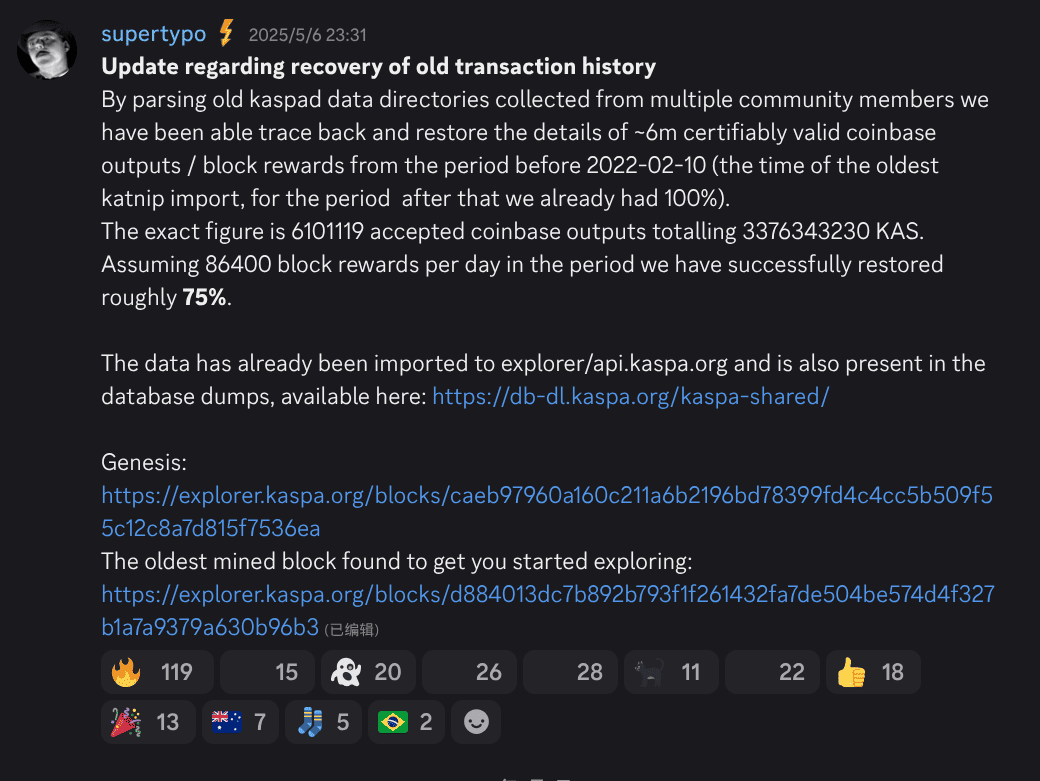 supertypo 2025/5/6 23:31
Update regarding recovery of old transaction history
By parsing old kaspad data directories collected from multiple community members we
have been able trace back and restore the details of ~6m certifiably valid coinbase
outputs / block rewards from the period before 2022-02-10 (the time of the oldest
katnip import, for the period  after that we already had 100%).
The exact figure is 6101119 accepted coinbase outputs totalling 3376343230 KAS.
Assuming 86400 block rewards per day in the period we have successfully restored
roughly 75%.
The data has already been imported to explorer/api.kaspa.org and is also present in the
database dumps, available here: https://db-dl.kaspa.org/kaspa-shared/
Genesis:
https://explorer.kaspa.org/blocks/caeb97960a160c211a6b2196bd78399fd4c4cc5b509f5
5c12c8a7d815f7536ea
The oldest mined block found to get you started exploring:
https://explorer.kaspa.org/blocks/d884013dc7b892b793f1f261432fa7de504be574d4f327
b1a7a9379a630b96b3 (已编辑)
119 15 20 26 28 11 22 18
13 7 5 2